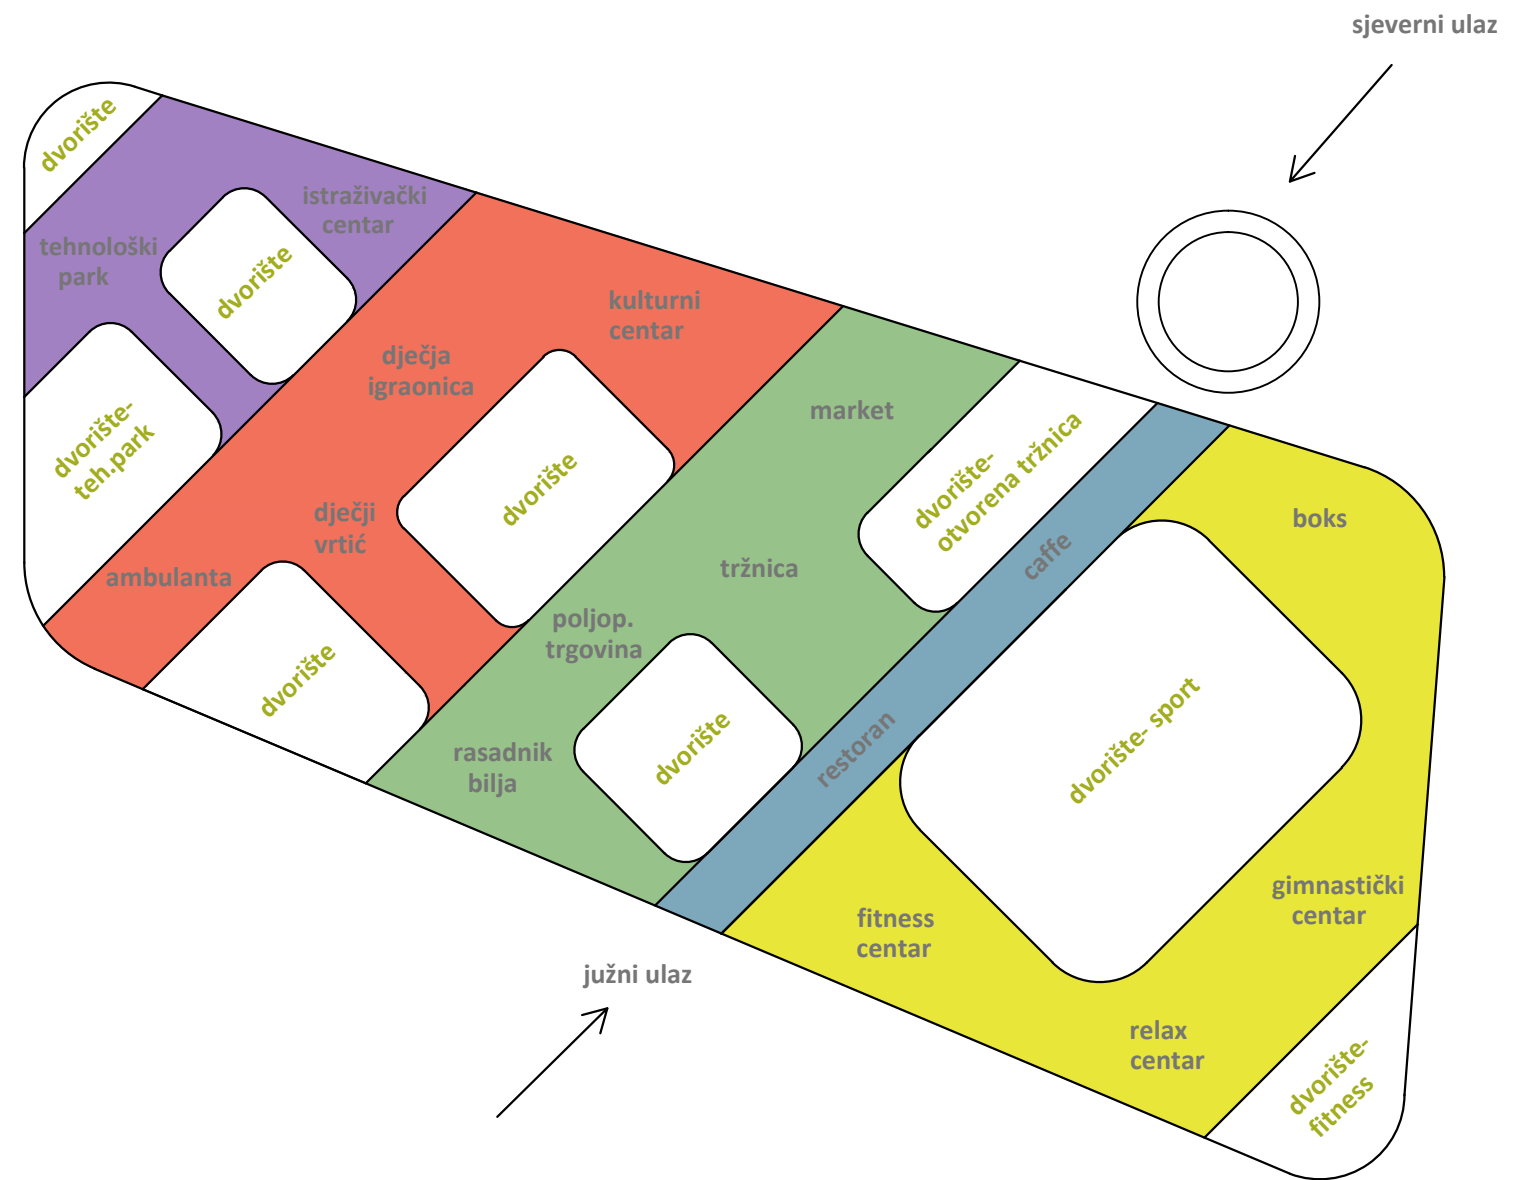 sjeverni ulaz
dvorište
istraživački
centar
tehnološki
park
dvorište
dvorište-
teh.park
kulturni
centar
dječja
igraonica
dvorište
dječji
vrtić
ambulanta
dvorište
market
dvorište-
otvorena tržnica
tržnica
poljop.
trgovina
rasadnik
bilja
dvorište
caffe
restoran
boks
dvorište- sport
gimnastički
centar
fitness
centar
relax
centar
dvorište-
fitness
južni ulaz